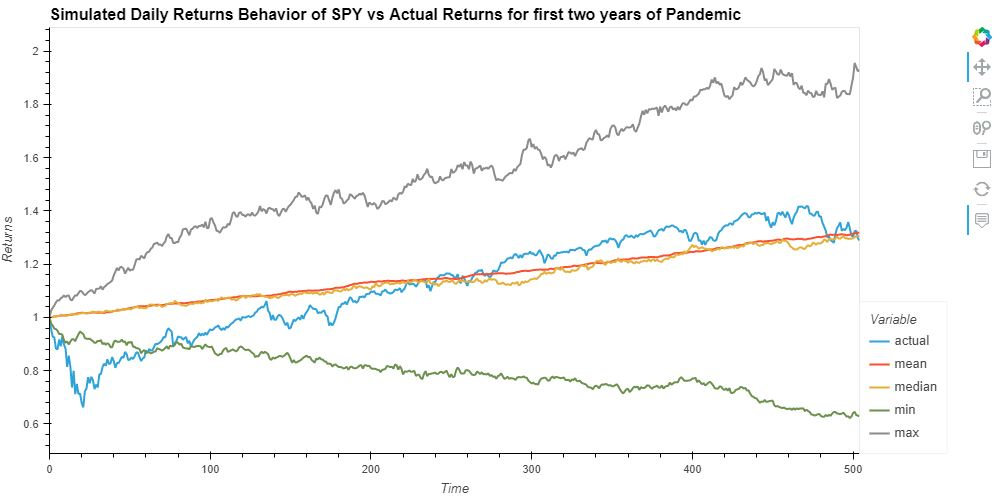 Simulated Daily Returns Behavior of SPY vs Actual Returns for first two years of Pandemic
Returns
2
1.8
1.6
1.4
1.2
1
0.8
0.6
0
100
200
300
400
500
Time
Variable
actual
mean
median
min
max